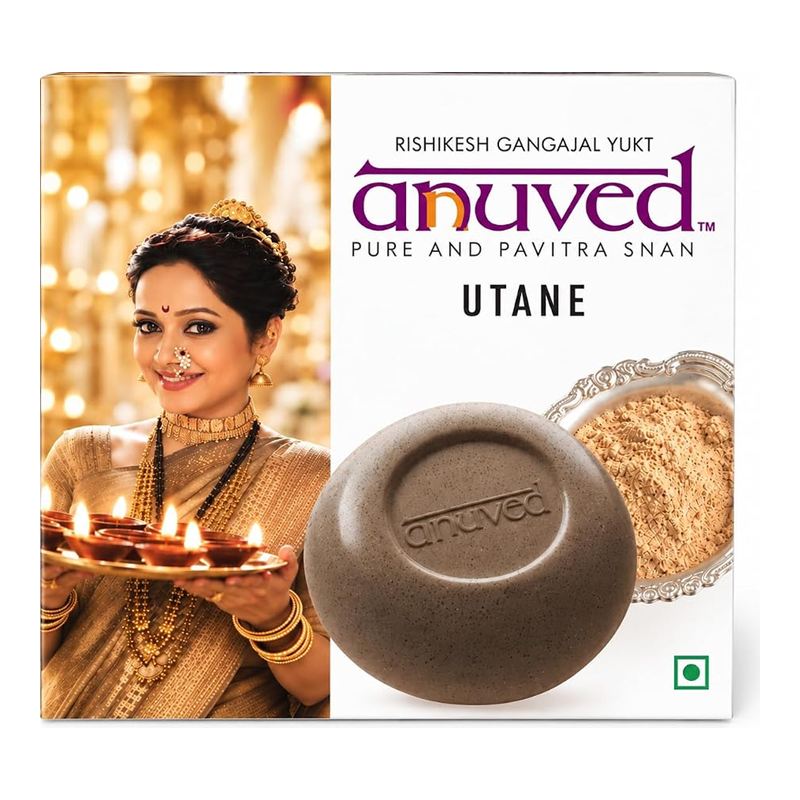 RISHIKESH GANGAJAL YUKT
anuved™
PURE AND PAVITRA SNAN
UTANE
anuved